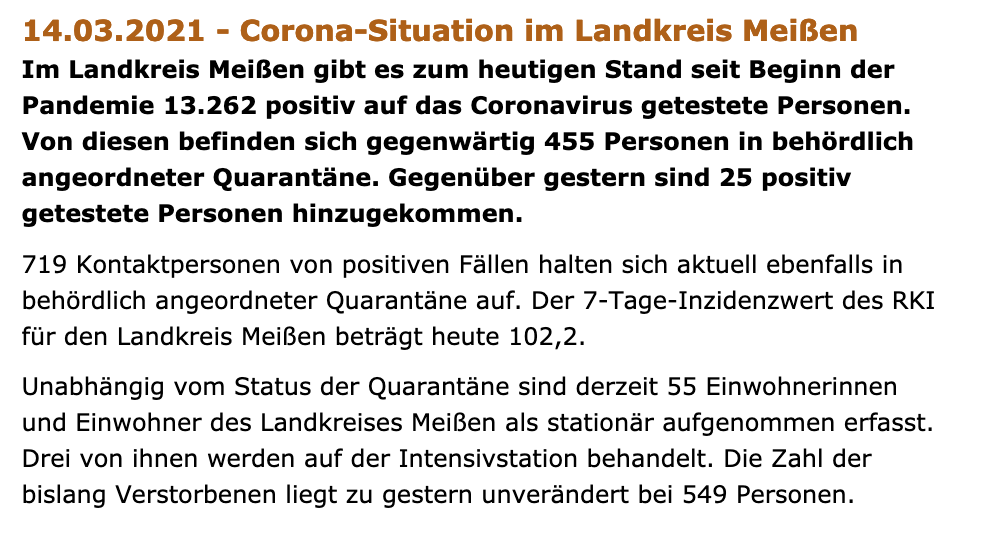 14.03.2021 - Corona-Situation im Landkreis Meißen
Im Landkreis Meißen gibt es zum heutigen Stand seit Beginn der
Pandemie 13.262 positiv auf das Coronavirus getestete Personen.
Von diesen befinden sich gegenwärtig 455 Personen in behördlich
angeordneter Quarantäne. Gegenüber gestern sind 25 positiv
getestete Personen hinzugekommen.
719 Kontaktpersonen von positiven Fällen halten sich aktuell ebenfalls in
behördlich angeordneter Quarantäne auf. Der 7-Tage-Inzidenzwert des RKI
für den Landkreis Meißen beträgt heute 102,2.
Unabhängig vom Status der Quarantäne sind derzeit 55 Einwohnerinnen
und Einwohner des Landkreises Meißen als stationär aufgenommen erfasst.
Drei von ihnen werden auf der Intensivstation behandelt. Die Zahl der
bislang Verstorbenen liegt zu gestern unverändert bei 549 Personen.